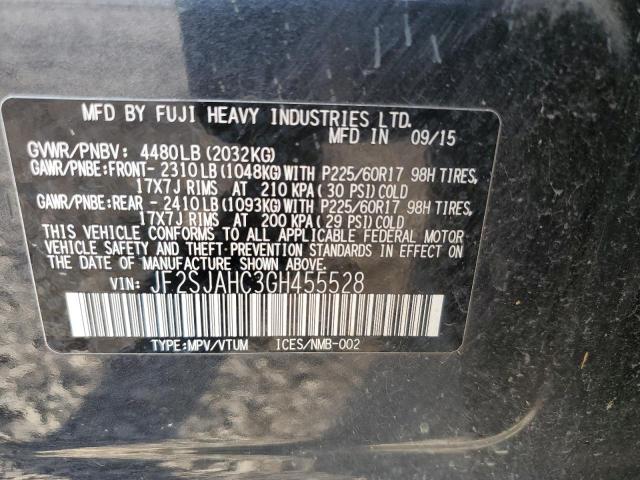 MFD BY FUJI HEAVY INDUSTRIES LTD.
MFD IN 09/15
GVWR/PNBV: 4480LB(2032KG)
GAWR/PNBE:FRONT- 2310LB(1048KG)WITH P225/60R17 98H TIRES,
17X7J RIMS AT 210 KPA(30 PSI)COLD
GAWR/PNBE:REAR - 2410LB(1093KG)WITH P225/60R17 98H TIRES,
17X7J RIMS AT 200 KPA(29 PSI)COLD
THIS VEHICLE CONFORMS TO ALL APPLICABLE FEDERAL MOTOR
VEHICLE SAFETY AND THEFT-PREVENTION STANDARDS IN EFFECT ON
THE DATE OF MANUFACTURE SHOWN ABOVE.
VIN: JF2SJAHC3GH455528
TYPE:MPV/VTUM ICES/NMB-002